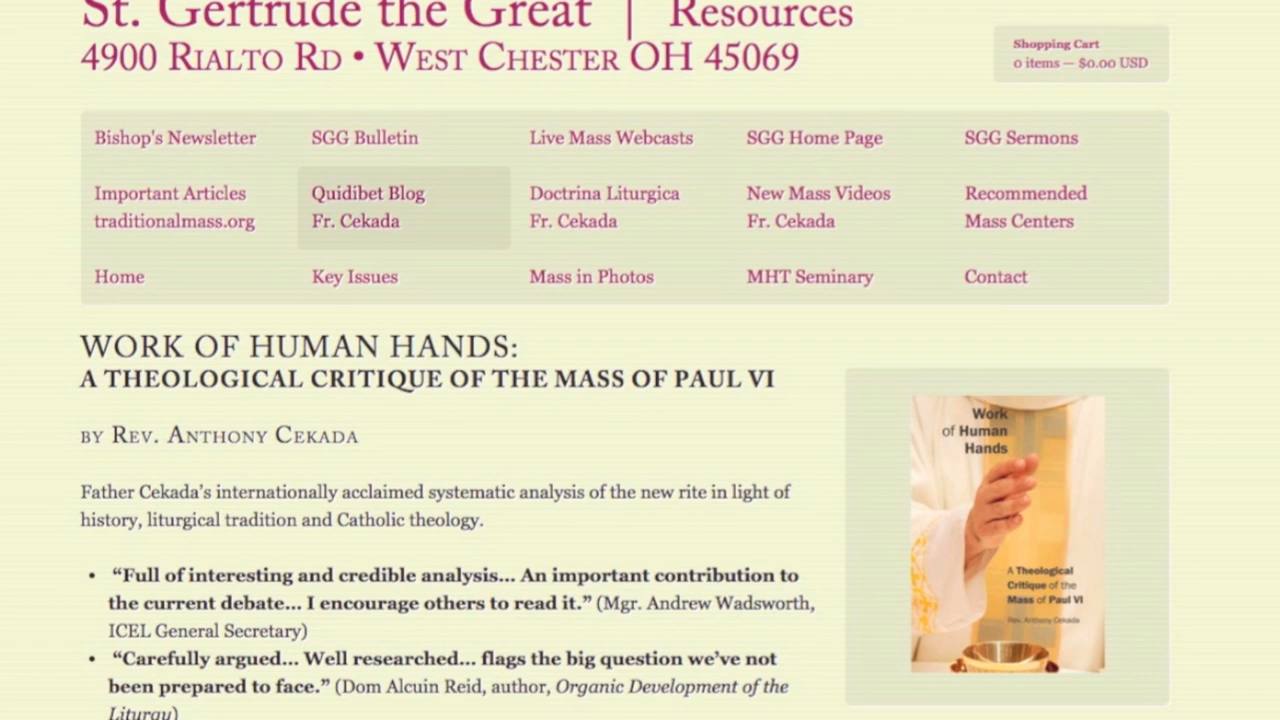 St. Gertrude the Great | Resources
4900 Rialto Rd • West Chester OH 45069
Shopping Cart
0 items — $0.00 USD
Bishop's Newsletter SGG Bulletin Live Mass Webcasts SGG Home Page SGG Sermons
Important Articles Quidibet Blog Doctrina Liturgica New Mass Videos Recommended
traditionalmass.org Fr. Cekada Fr. Cekada Fr. Cekada Mass Centers
Home Key Issues Mass in Photos MHT Seminary Contact
WORK OF HUMAN HANDS:
A THEOLOGICAL CRITIQUE OF THE MASS OF PAUL VI
by Rev. Anthony Cekada
Father Cekada’s internationally acclaimed systematic analysis of the new rite in light of
history, liturgical tradition and Catholic theology.
• “Full of interesting and credible analysis... An important contribution to
the current debate... I encourage others to read it.” (Mgr. Andrew Wadsworth,
ICEL General Secretary)
• “Carefully argued... Well researched... flags the big question we’ve not
been prepared to face.” (Dom Alcuin Reid, author, Organic Development of the
Liturgy)
Work
of Human
Hands
A Theological
Critique of the
Mass of Paul VI
Rev. Anthony Cekada